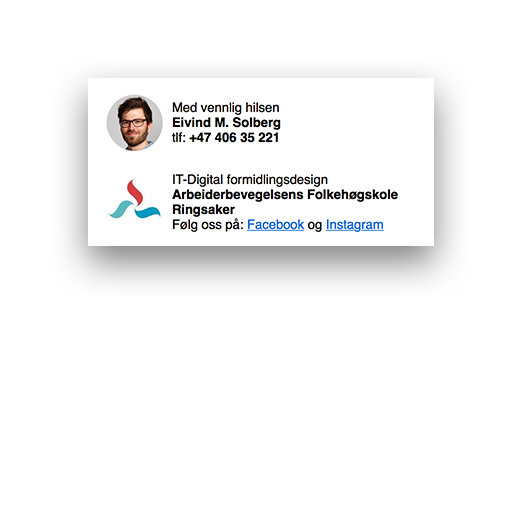 Med vennlig hilsen
Eivind M. Solberg
tlf: +47 406 35 221
IT-Digital formidlingsdesign
Arbeiderbevegelsens Folkehøgskole
Ringsaker
Følg oss på: Facebook og Instagram